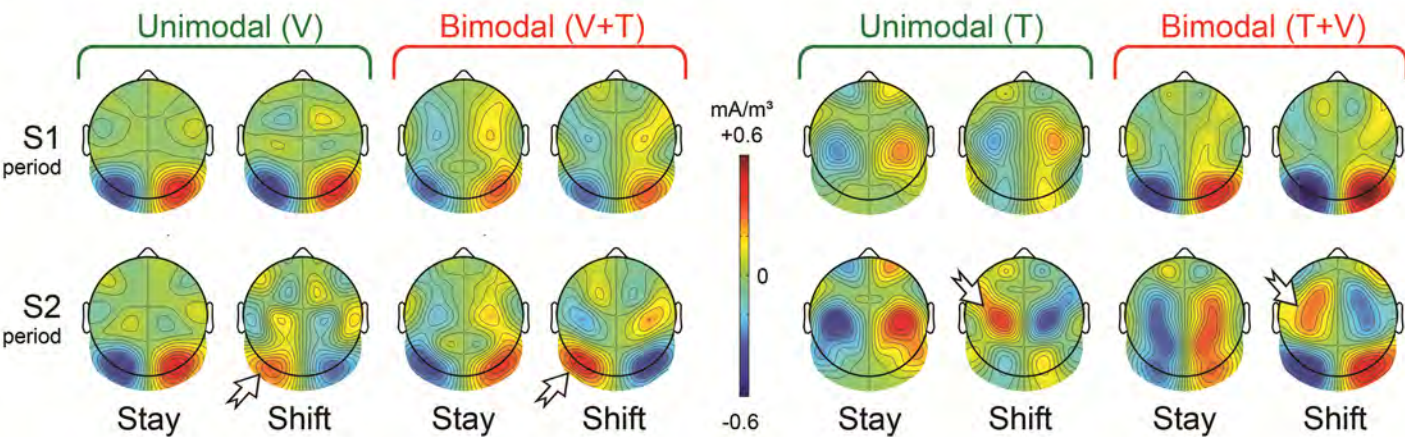 Unimodal (V) Bimodal (V+T) Unimodal (T) Bimodal (T+V)
mA/m³
S1 +0.6
period
S2 0
period
-0.6
Stay Shift Stay Shift Stay Shift Stay Shift